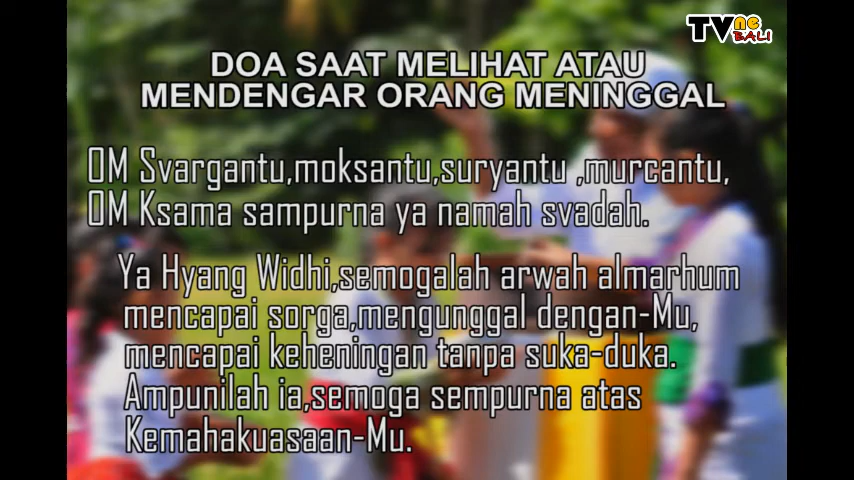 TVne
BALI
DOA SAAT MELIHAT ATAU
MENDENGAR ORANG MENINGGAL
OM Svargantu,moksantu,suryantu ,murcantu,
OM Ksama sampurna ya namah svadah.
Ya Hyang Widhi,semogalah arwah almarhum
mencapai sorga,mengunggal dengan-Mu,
mencapai keheningan tanpa suka-duka.
Ampunilah ia,semoga sempurna atas
Kemahakuasaan-Mu.